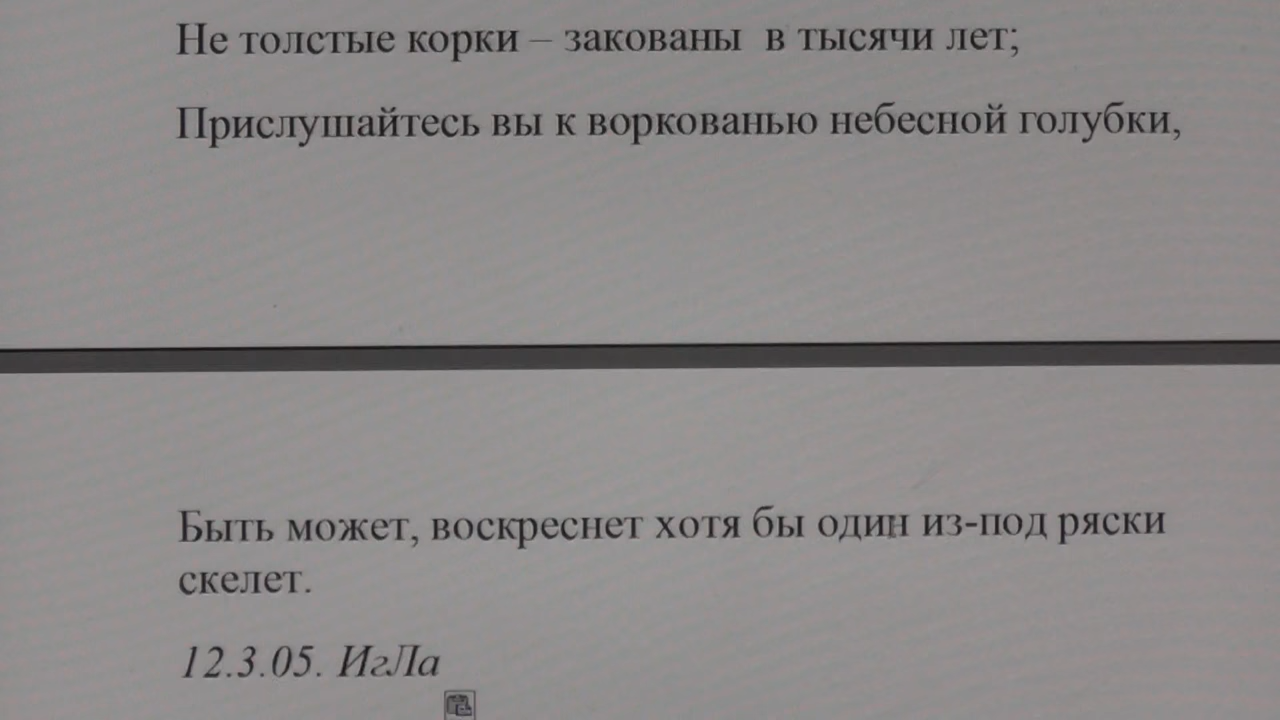 Не толстые корки – закованы  в тысячи лет;
Прислушайтесь вы к воркованью небесной голубки,
Быть может, воскреснет хотя бы один из-под ряски
скелет.
12.3.05. ИгЛа